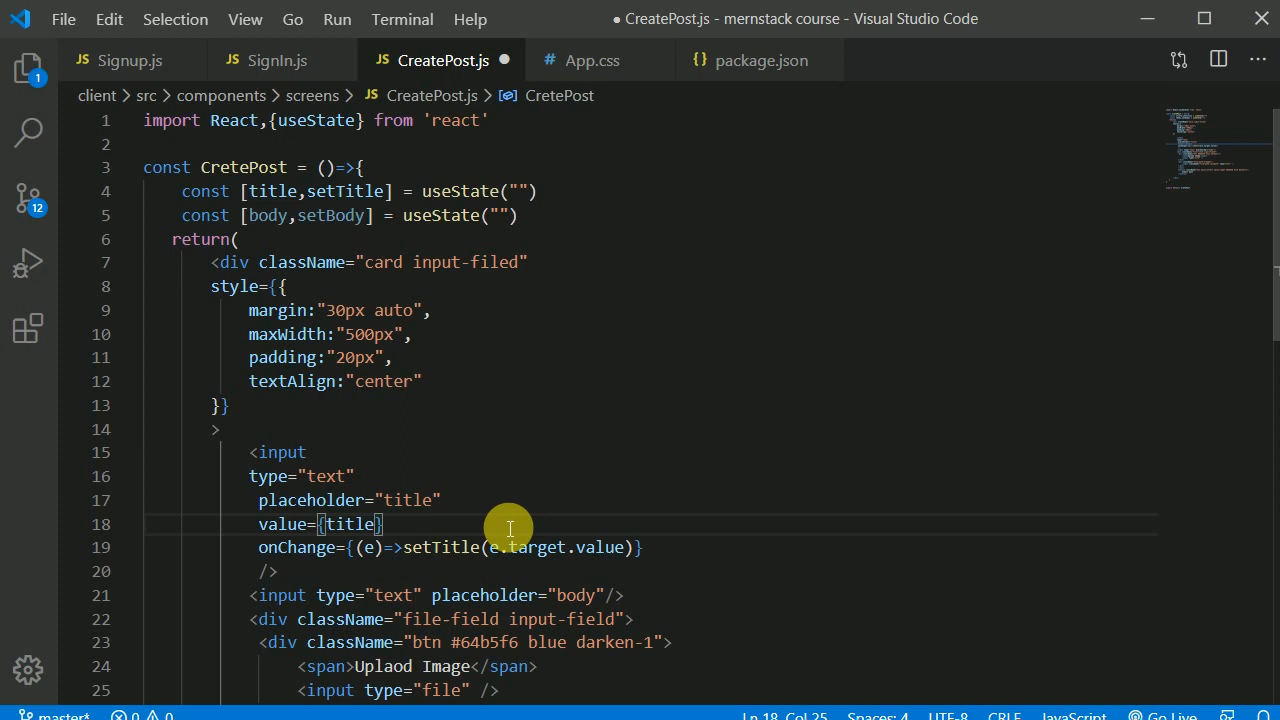 File Edit Selection View Go Run Terminal Help ● CreatePost.js - mernstack course - Visual Studio Code
JS Signup.js JS SignIn.js JS CreatePost.js ● # App.css {} package.json
client > src > components > screens > JS CreatePost.js > CretePost
1 import React,{useState} from 'react'
2
3 const CretePost = ()=>{
4 const [title,setTitle] = useState("")
5 const [body,setBody] = useState("")
6 return(
7 <div className="card input-filed"
8 style={{
9 margin:"30px auto",
10 maxWidth:"500px",
11 padding:"20px",
12 textAlign:"center"
13 }}
14 >
15 <input
16 type="text"
17 placeholder="title"
18 value={title}
19 onChange={(e)=>setTitle(e.target.value)}
20 />
21 <input type="text" placeholder="body"/>
22 <div className="file-field input-field">
23 <div className="btn #64b5f6 blue darken-1">
24 <span>Uplaod Image</span>
25 <input type="file" />
1
12
master* 0 0 Ln 18, Col 25 Spaces: 4 UTF-8 CRLF JavaScript Go Live